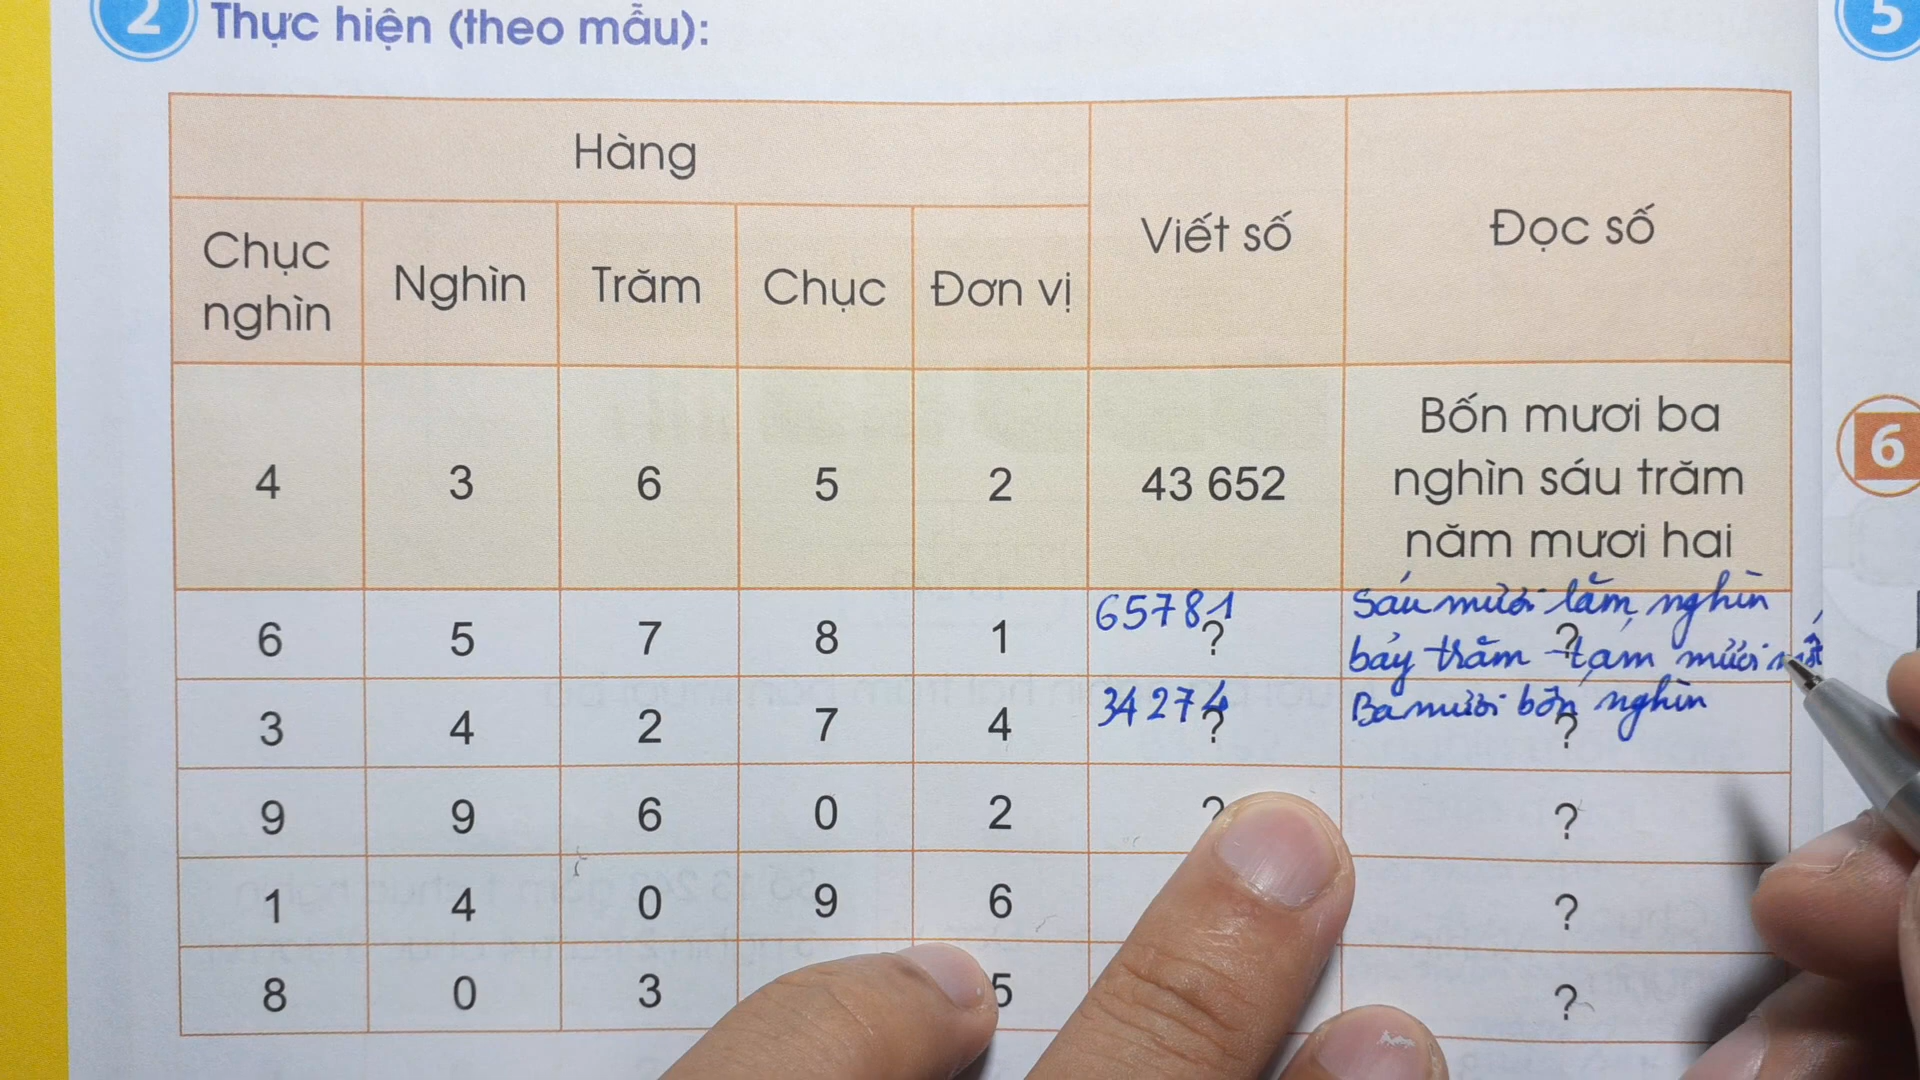 2 Thực hiện (theo mẫu):
5
Hàng
Viết số
Đọc số
Chục nghìn
Nghìn
Trăm
Chục
Đơn vị
4 3 6 5 2 43 652
Bốn mươi ba
nghìn sáu trăm
năm mươi hai
6
6 5 7 8 1 65781 ?
Sáu mươi lăm nghìn
bảy trăm tám mươi mốt
?
3 4 2 7 4 34274 ?
Ba mươi bốn nghìn
?
9 9 6 0 2 ? ?
1 4 0 9 6 ?
8 0 3 5 ?